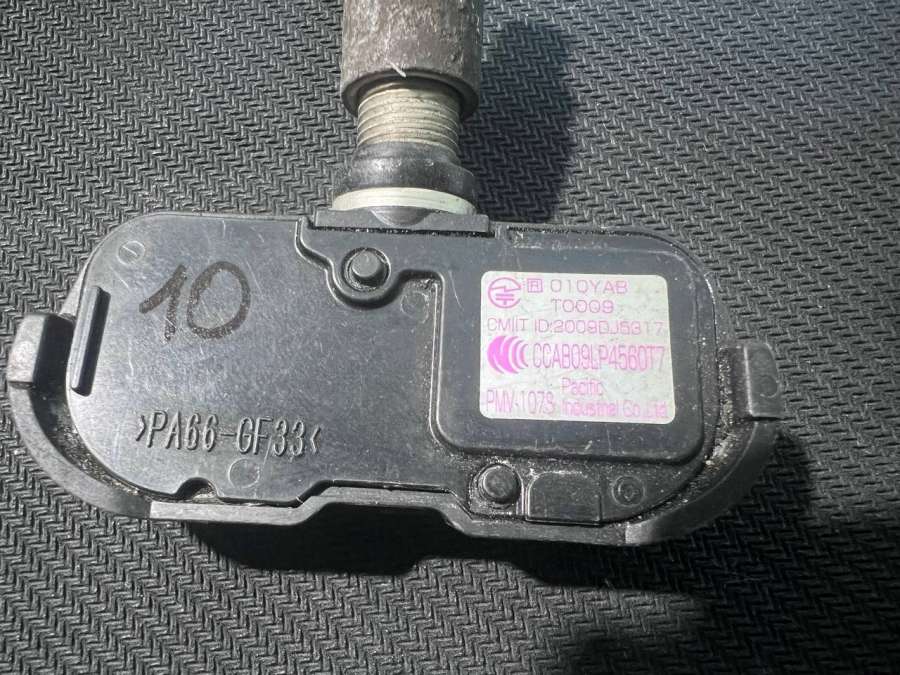 10
>PA66-GF33<
R 010YAB
T0009
CMIIT ID:2009DJ5317
CCAB09LP4560T7
Pacific
PMV-107S Industrial Co.Ltd.